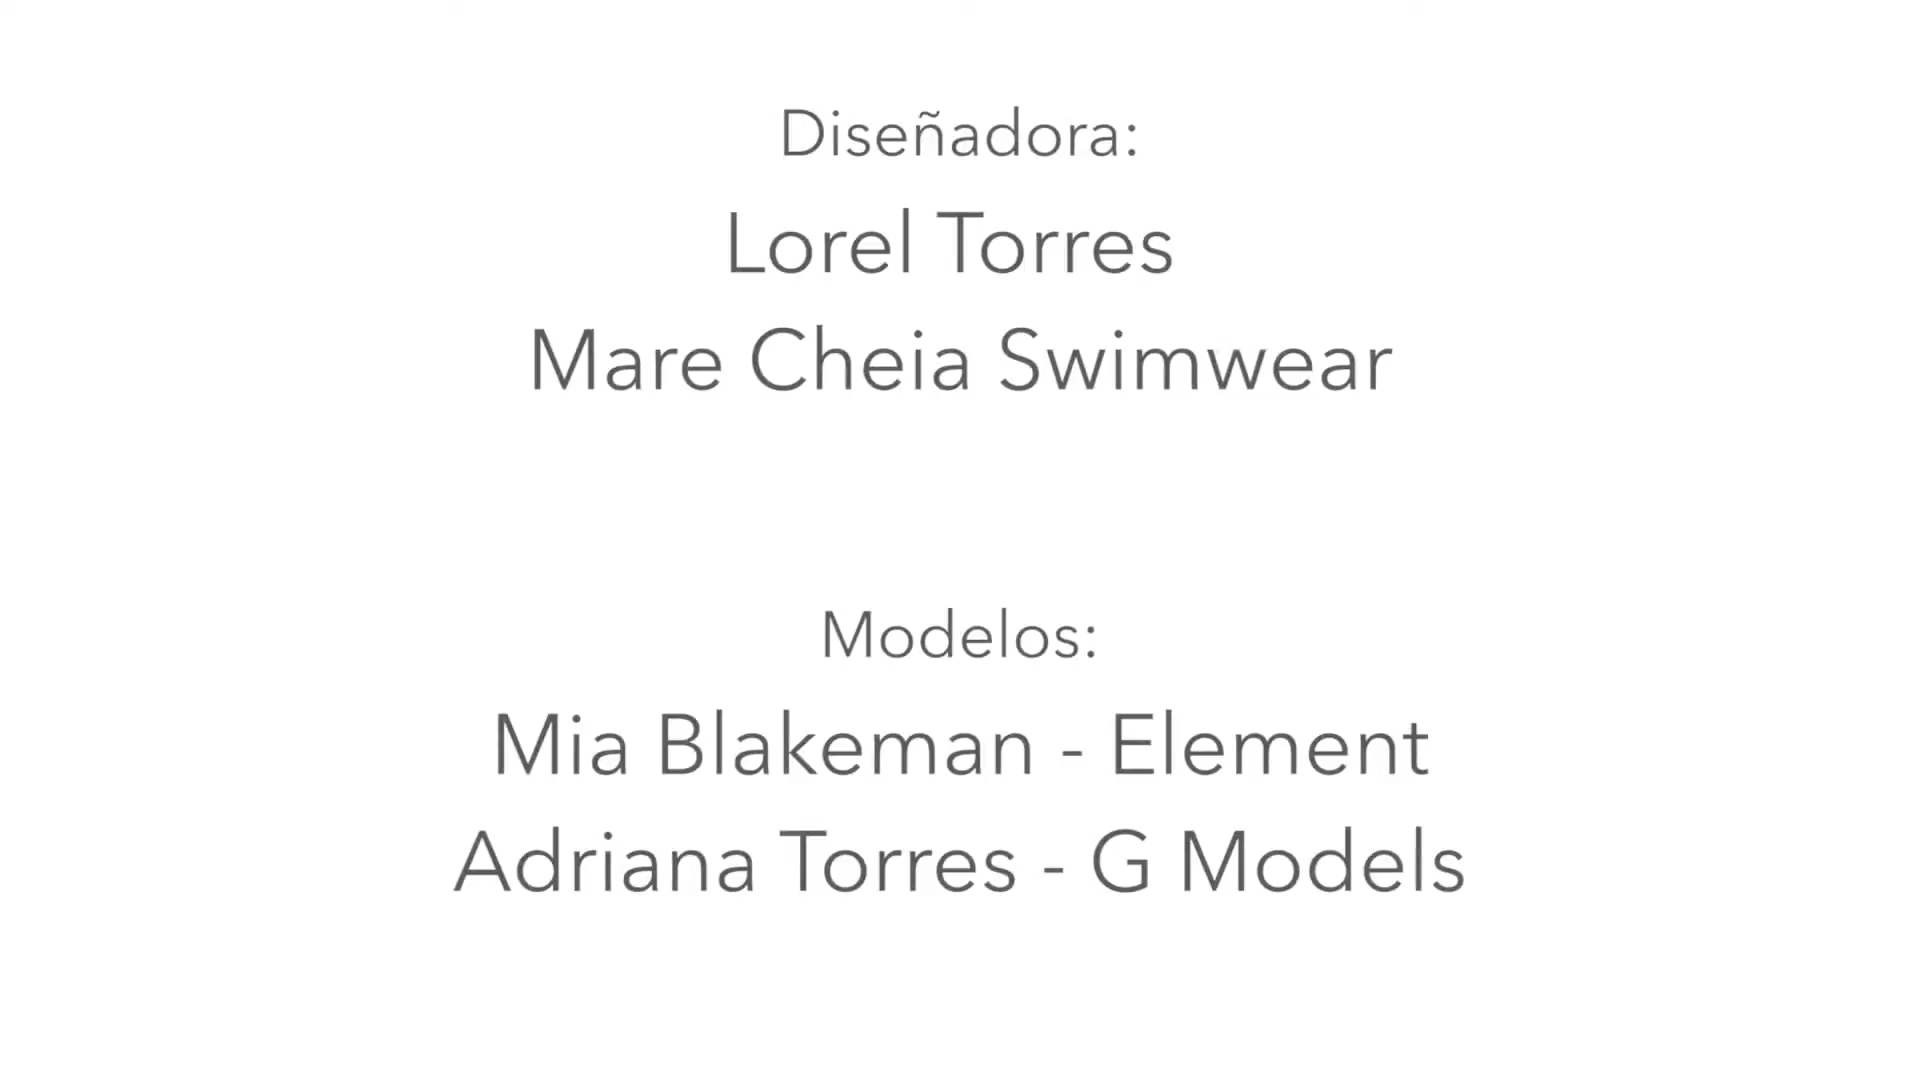 Diseñadora:
Lorel Torres
Mare Cheia Swimwear
Modelos:
Mia Blakeman - Element
Adriana Torres - G Models